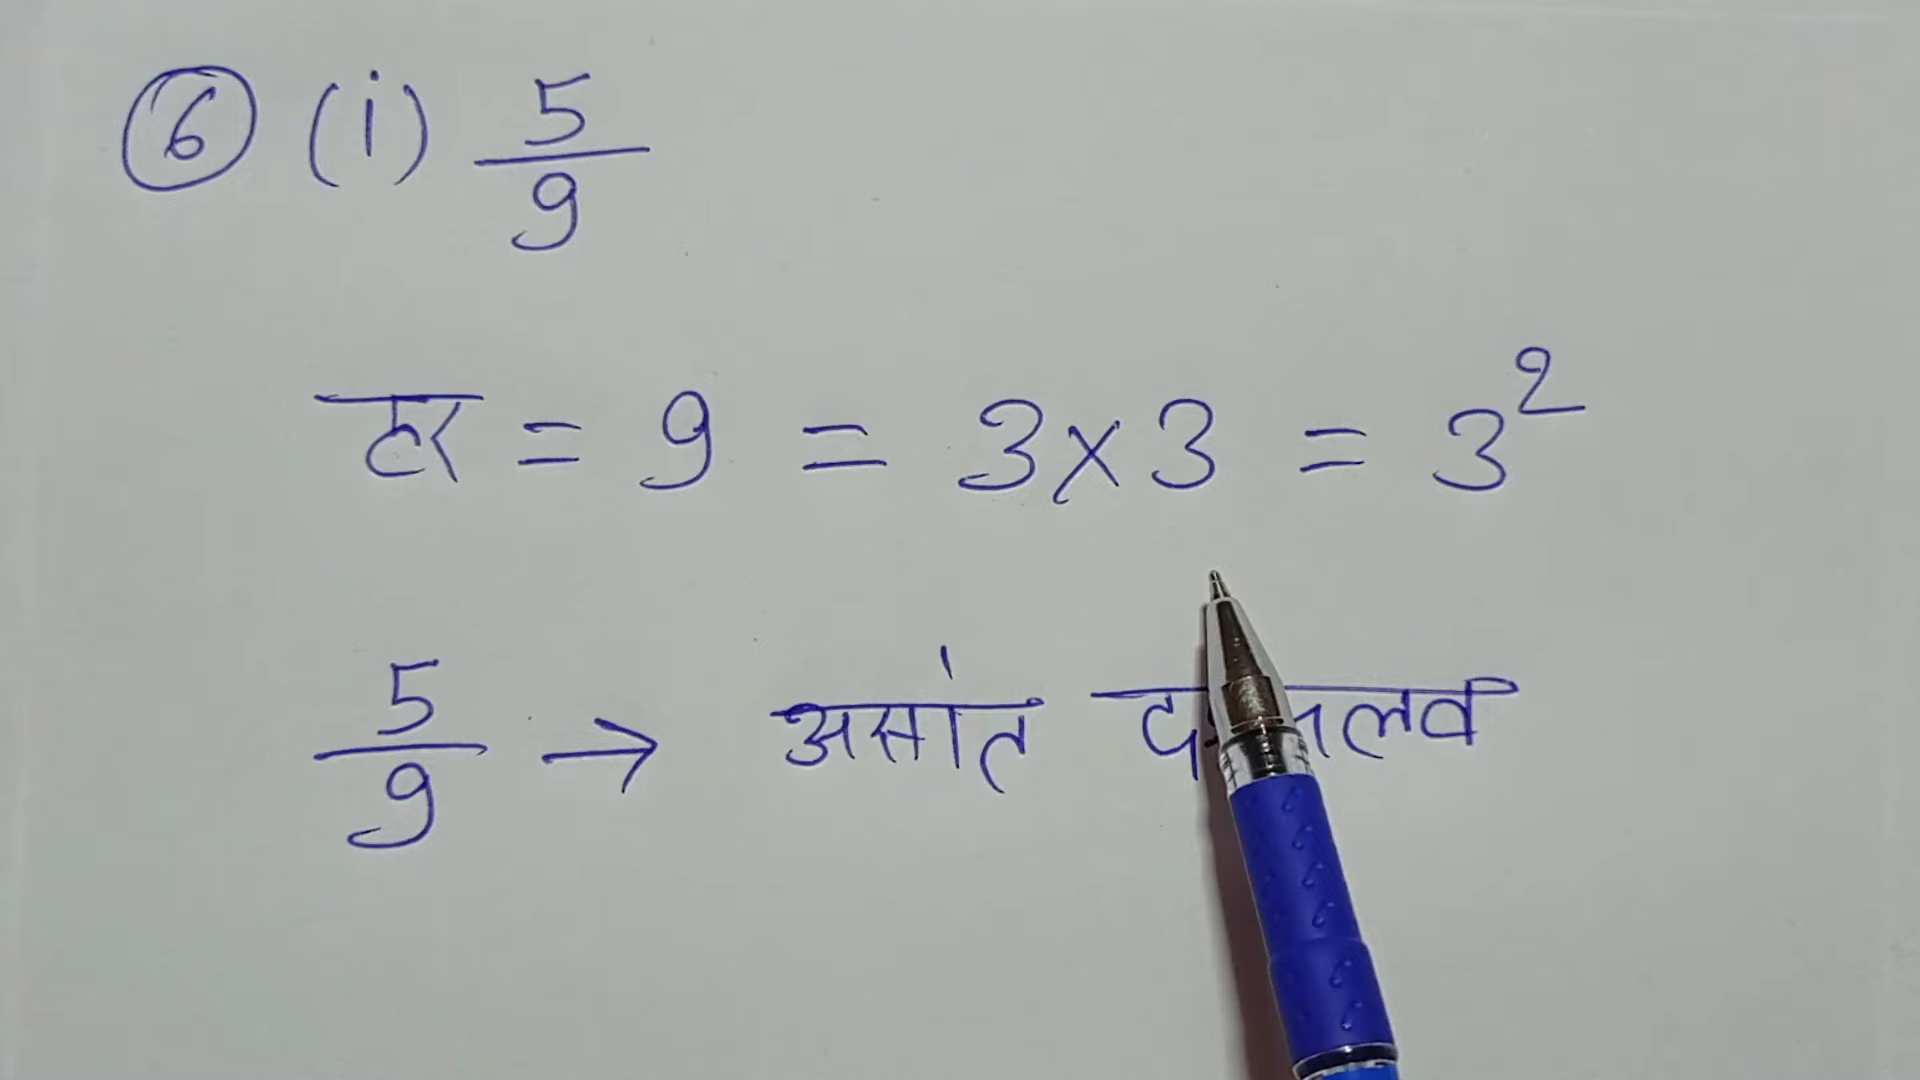 6 (i) 5/9
हर = 9 = 3×3 = 3²
5/9 → असांत